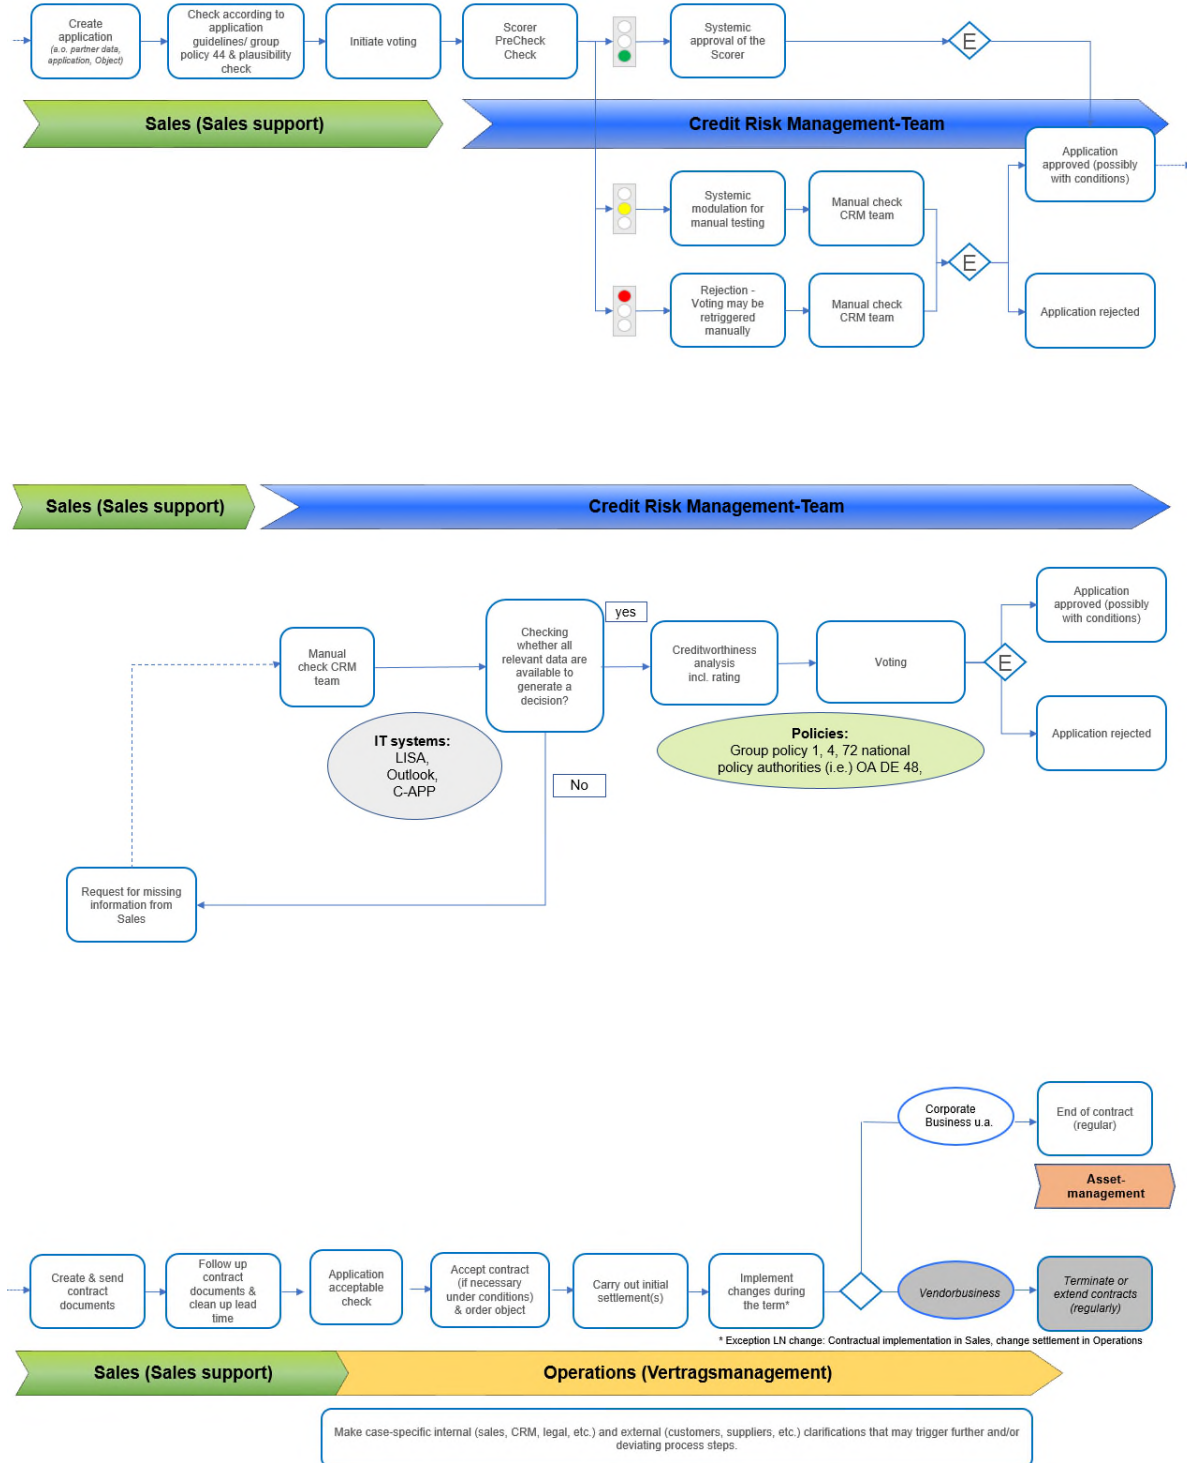 Create
application
(a.o. partner data,
application, Object)
Check according to
application
guidelines/ group
policy 44 & plausibility
check
Initiate voting
Scorer
PreCheck
Check
Systemic
approval of the
Scorer
E
Sales (Sales support)
Credit Risk Management-Team
Application
approved (possibly
with conditions)
Systemic
modulation for
manual testing
Manual check
CRM team
E
Rejection -
Voting may be
retriggered
manually
Manual check
CRM team
Application rejected
Sales (Sales support)
Credit Risk Management-Team
Manual
check CRM
team
Checking
whether all
relevant data are
available to
generate a
decision?
yes
Creditworthiness
analysis
incl. rating
Voting
E
Application
approved (possibly
with conditions)
Application rejected
IT systems:
LISA,
Outlook,
C-APP
Policies:
Group policy 1, 4, 72 national
policy authorities (i.e.) OA DE 48,
No
Request for missing
information from
Sales
Corporate
Business u.a.
End of contract
(regular)
Asset-
management
Create & send
contract
documents
Follow up
contract
documents &
clean up lead
time
Application
acceptable
check
Accept contract
(if necessary
under conditions)
& order object
Carry out initial
settlement(s)
Implement
changes during
the term*
Vendorbusiness
Terminate or
extend contracts
(regularly)
* Exception LN change: Contractual implementation in Sales, change settlement in Operations
Sales (Sales support)
Operations (Vertragsmanagement)
Make case-specific internal (sales, CRM, legal, etc.) and external (customers, suppliers, etc.) clarifications that may trigger further and/or
deviating process steps.